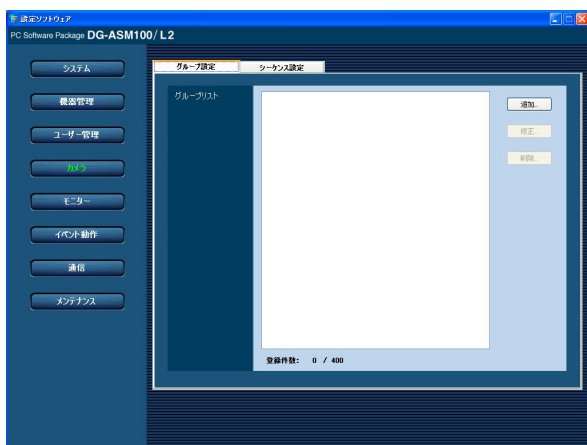 設定ソフトウェア
PC Software Package DG-ASM100/L2
システム
機器管理
ユーザー管理
カメラ
モニター
イベント動作
通信
メンテナンス
グループ設定
シーケンス設定
グループリスト
追加...
修正...
削除...
登録件数: 0 / 400